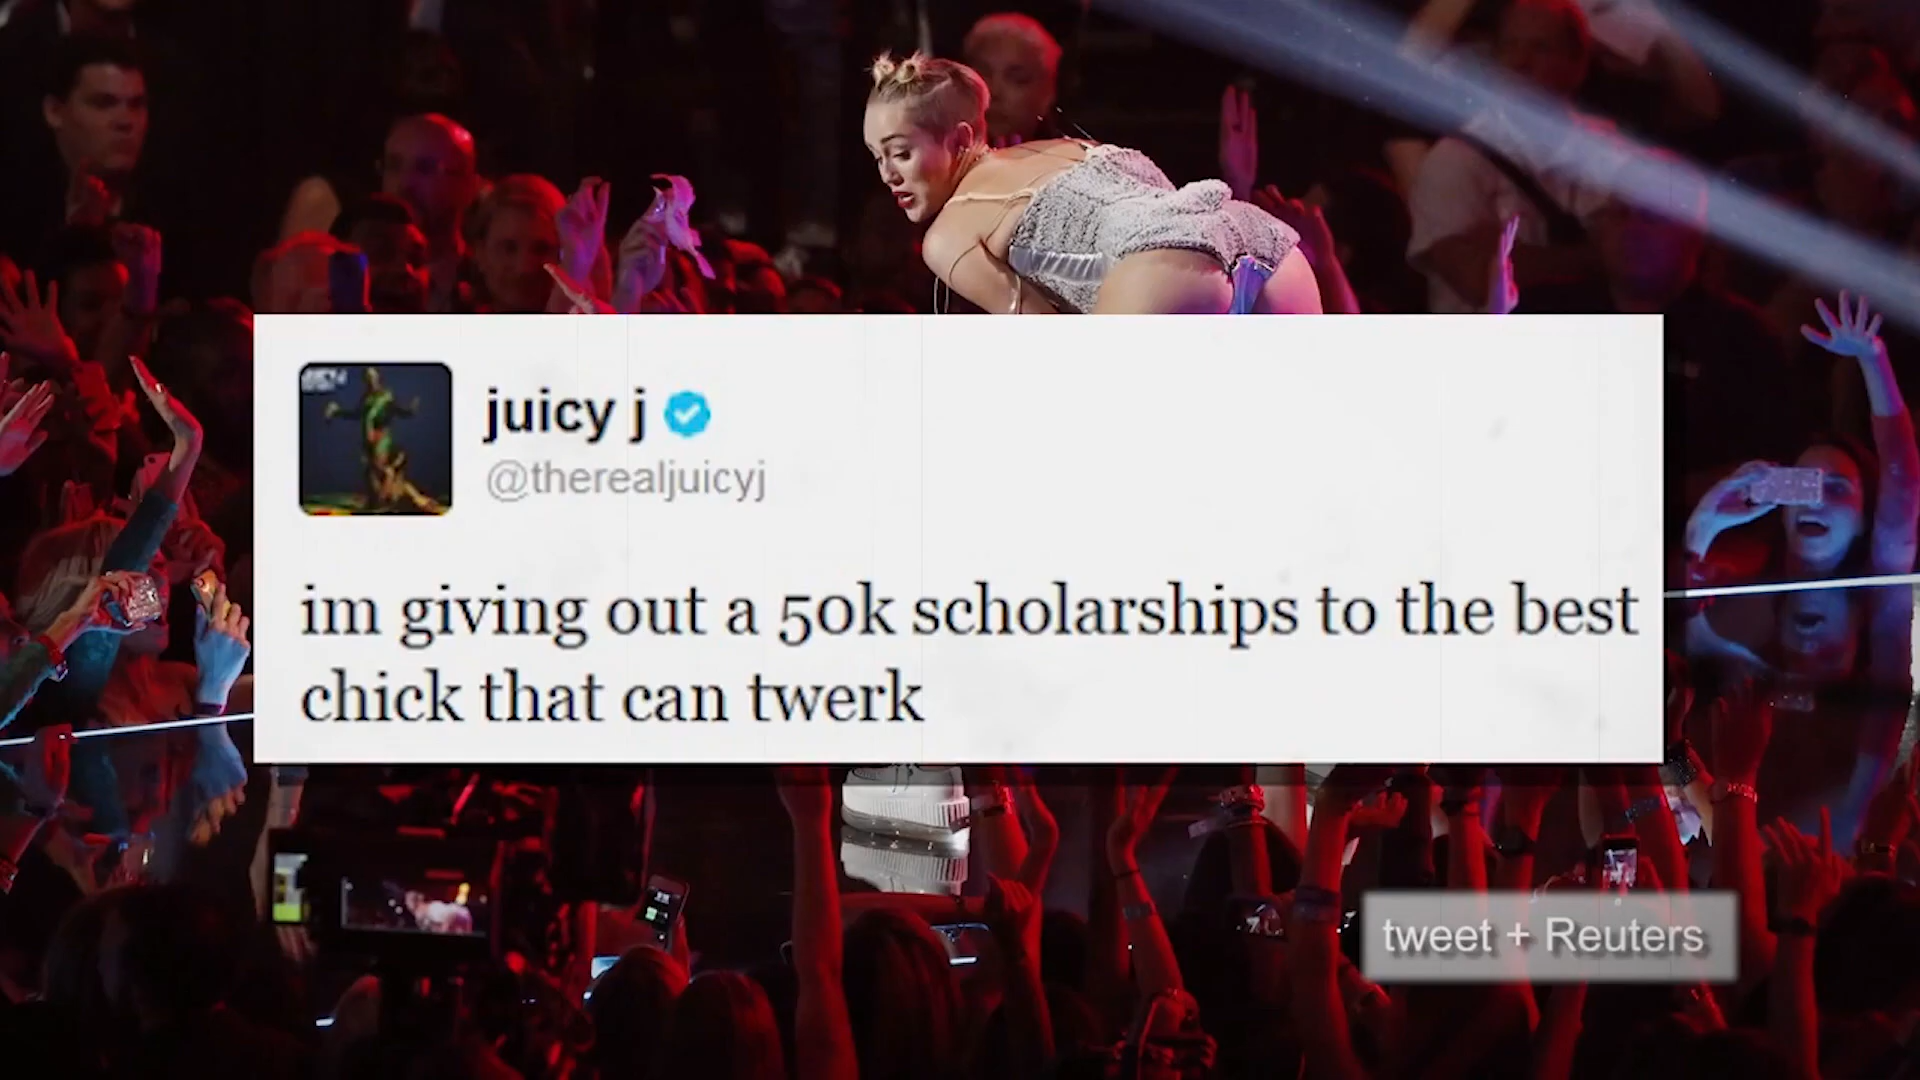 juicy j
@therealjuicyj
im giving out a 50k scholarships to the best
chick that can twerk
tweet + Reuters